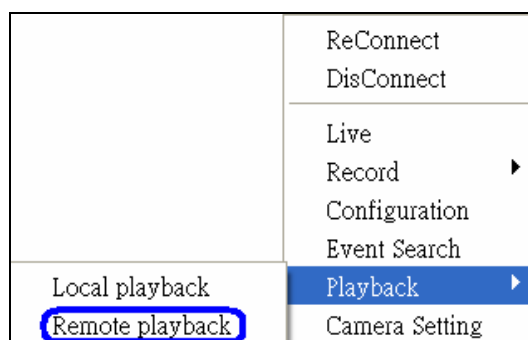 ReConnect
DisConnect
Live
Record
Configuration
Event Search
Playback
Camera Setting
Local playback
Remote playback